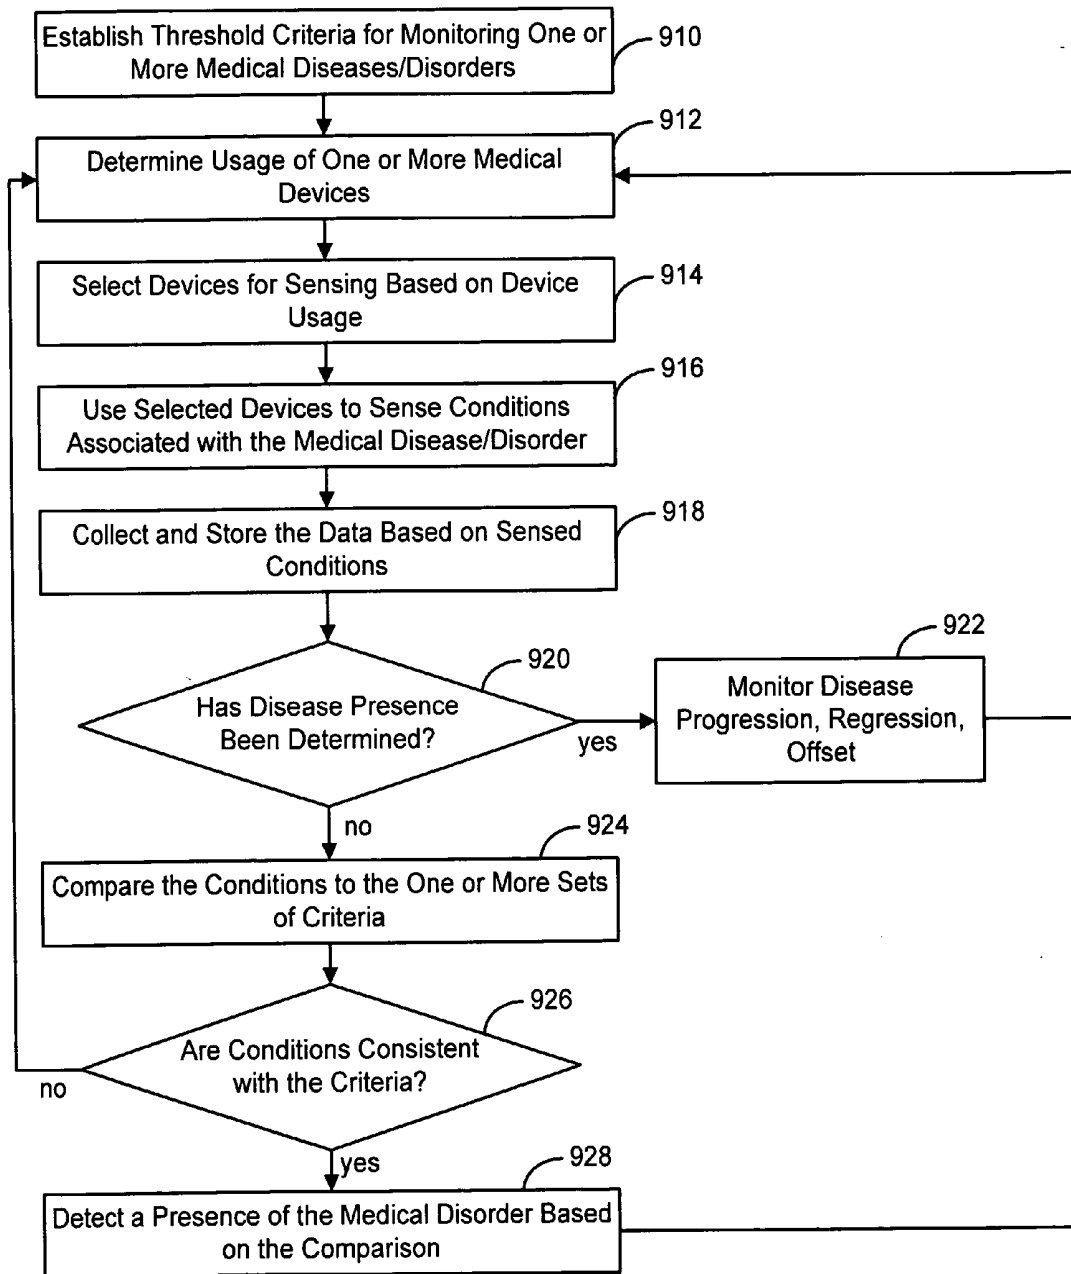 Establish Threshold Criteria for Monitoring One or
More Medical Diseases/Disorders
910
912
Determine Usage of One or More Medical
Devices
914
Select Devices for Sensing Based on Device
Usage
916
Use Selected Devices to Sense Conditions
Associated with the Medical Disease/Disorder
918
Collect and Store the Data Based on Sensed
Conditions
920
Has Disease Presence
Been Determined?
yes
922
Monitor Disease
Progression, Regression,
Offset
no
924
Compare the Conditions to the One or More Sets
of Criteria
926
Are Conditions Consistent
with the Criteria?
no
yes
928
Detect a Presence of the Medical Disorder Based
on the Comparison